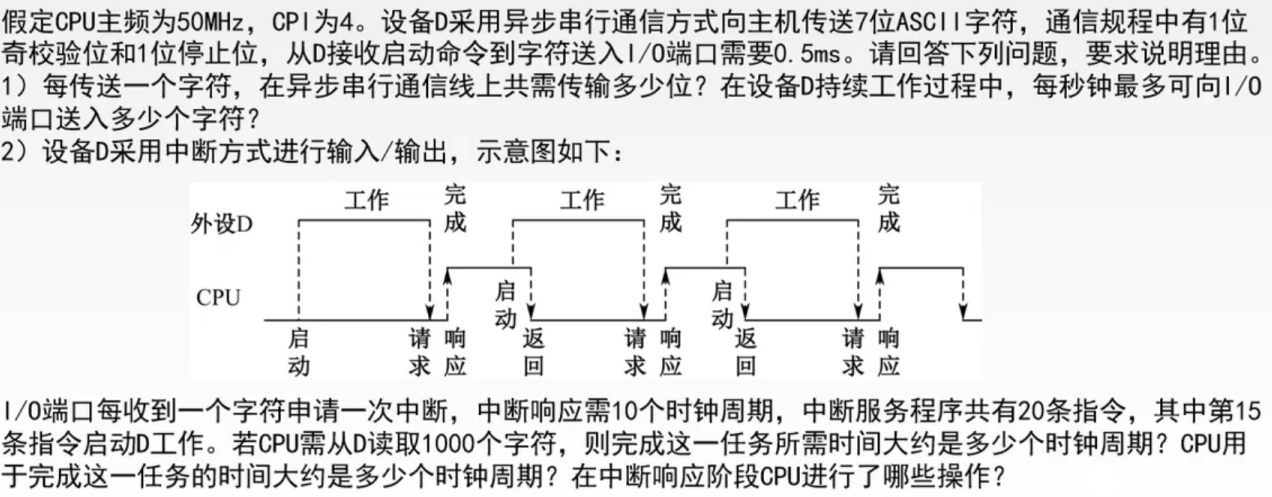 假定CPU主频为50MHz，CPI为4。设备D采用异步串行通信方式向主机传送7位ASCII字符，通信规程中有1位
奇校验位和1位停止位，从D接收启动命令到字符送入I/O端口需要0.5ms。请回答下列问题，要求说明理由。
1）每传送一个字符，在异步串行通信线上共需传输多少位？在设备D持续工作过程中，每秒钟最多可向I/O
端口送入多少个字符？
2）设备D采用中断方式进行输入/输出，示意图如下：
工作 完成 工作 完成 工作 完成
外设D
CPU
启动 请求 响应 启动 返回 请求 响应 启动 返回 请求 响应
I/O端口每收到一个字符申请一次中断，中断响应需10个时钟周期，中断服务程序共有20条指令，其中第15
条指令启动D工作。若CPU需从D读取1000个字符，则完成这一任务所需时间大约是多少个时钟周期？CPU用
于完成这一任务的时间大约是多少个时钟周期？在中断响应阶段CPU进行了哪些操作？